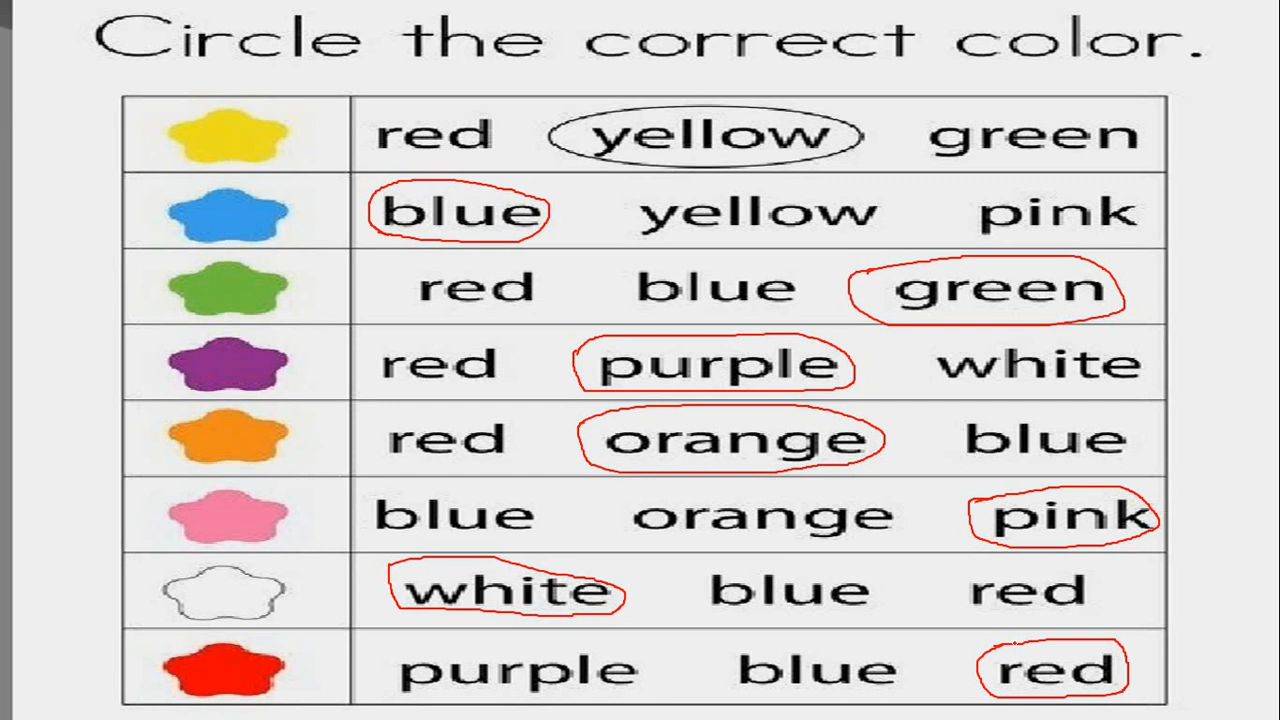 Circle the correct color.
red yellow green
blue yellow pink
red blue green
red purple white
red orange blue
blue orange pink
white blue red
purple blue red